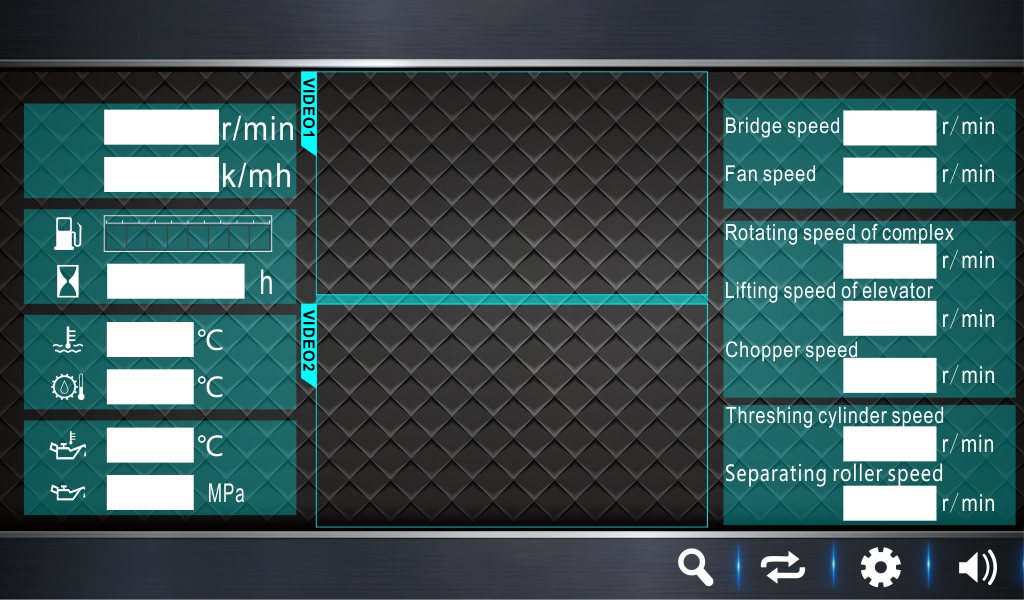 r/min
k/mh
h
℃
℃
℃
MPa
VIDEO1
VIDEO2
Bridge speed r/min
Fan speed r/min
Rotating speed of complex
r/min
Lifting speed of elevator
r/min
Chopper speed
r/min
Threshing cylinder speed
r/min
Separating roller speed
r/min